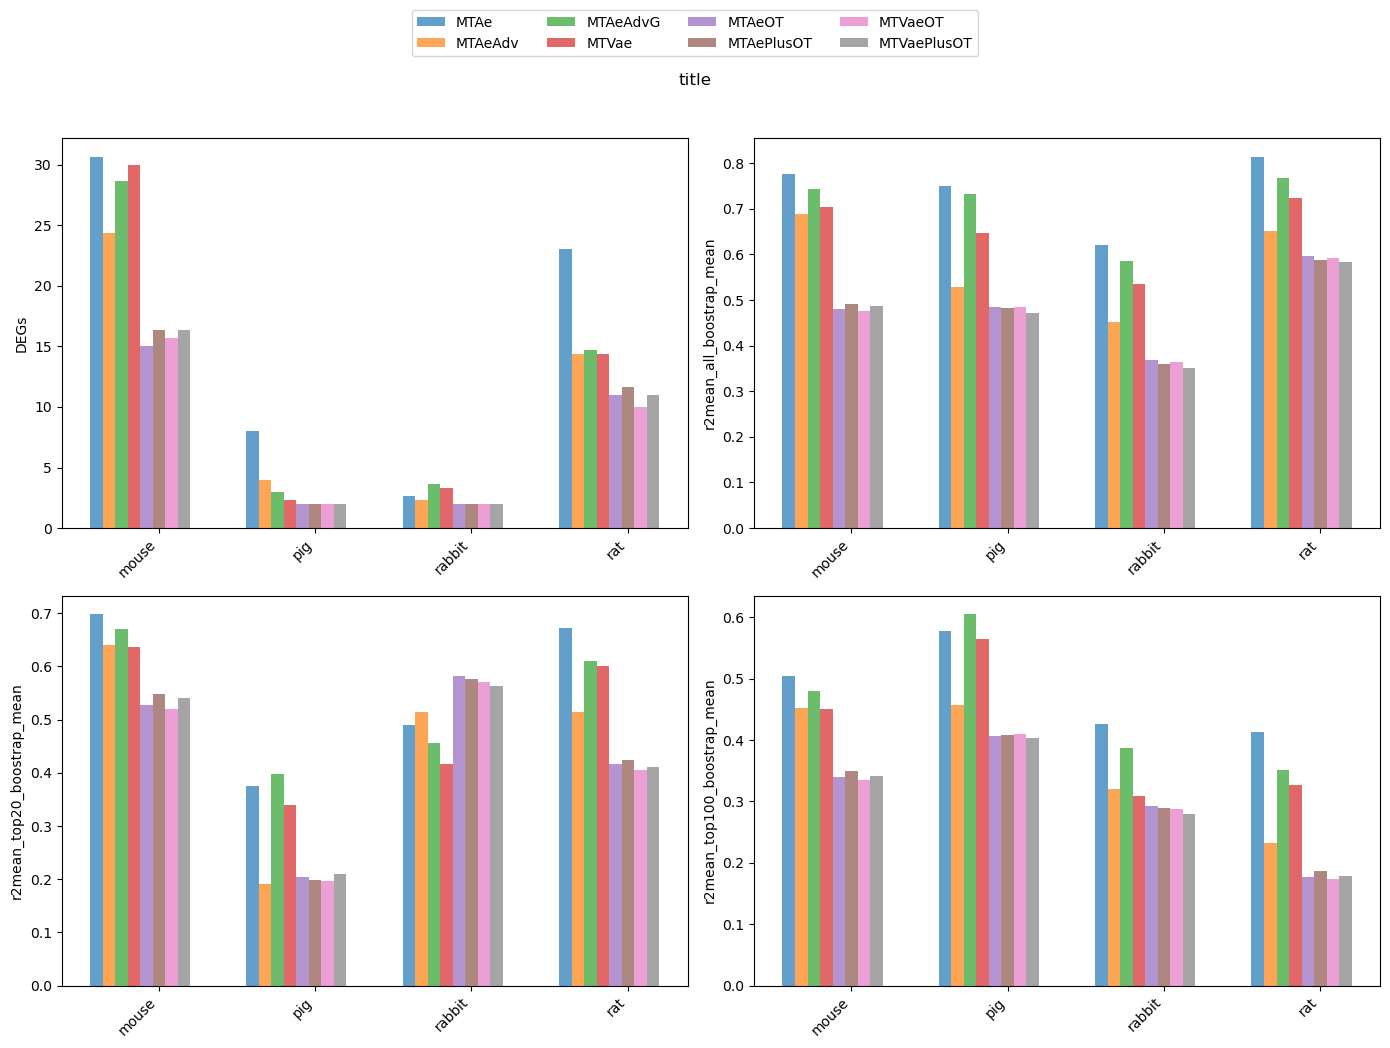 MTAe MTAeAdvG MTAeOT MTVaeOT
MTAeAdv MTVae MTAePlusOT MTVaePlusOT
title
DEGs
30
25
20
15
10
5
0
mouse pig rabbit rat
r2mean_all_boostrap_mean
0.8
0.7
0.6
0.5
0.4
0.3
0.2
0.1
0.0
mouse pig rabbit rat
r2mean_top20_boostrap_mean
0.7
0.6
0.5
0.4
0.3
0.2
0.1
0.0
mouse pig rabbit rat
r2mean_top100_boostrap_mean
0.6
0.5
0.4
0.3
0.2
0.1
0.0
mouse pig rabbit rat